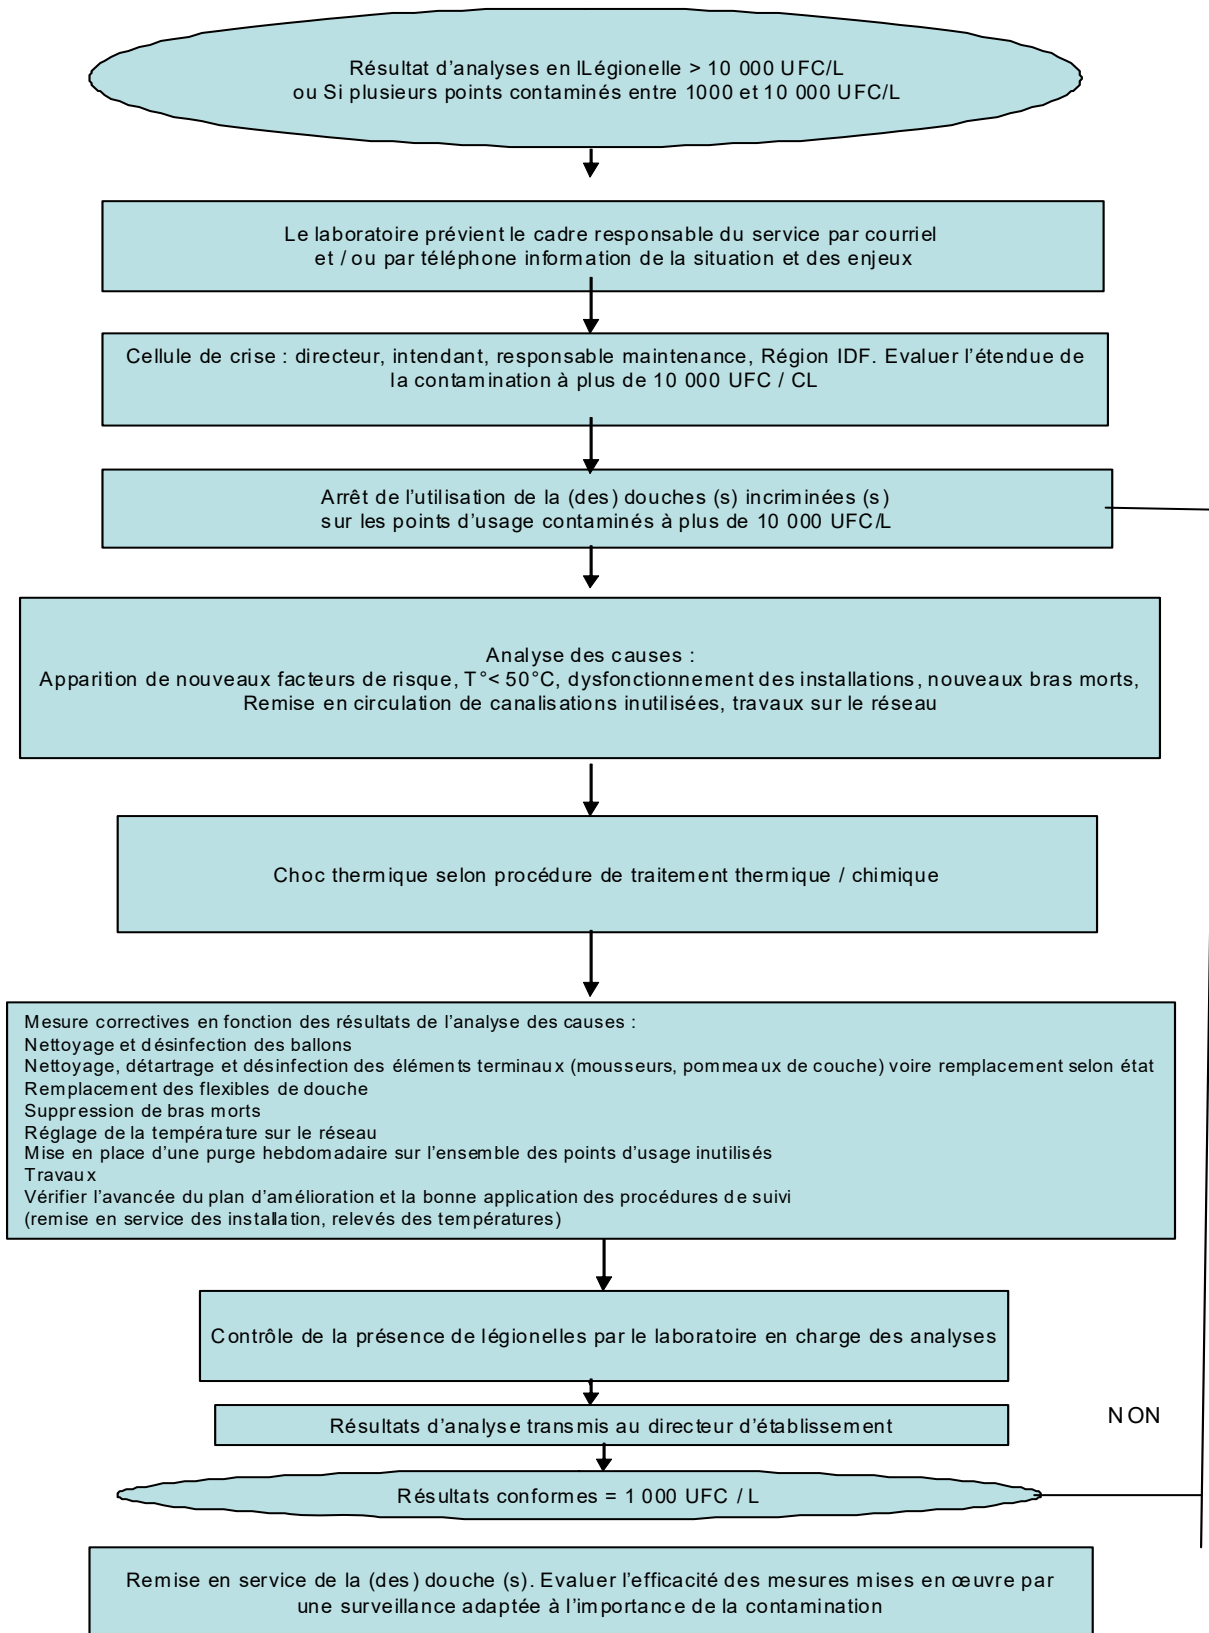 Résultat d’analyses en lLégionelle > 10 000 UFC/L
ou Si plusieurs points contaminés entre 1000 et 10 000 UFC/L
Le laboratoire prévient le cadre responsable du service par courriel
et / ou par téléphone information de la situation et des enjeux
Cellule de crise : directeur, intendant, responsable maintenance, Région IDF. Evaluer l’étendue de
la contamination à plus de 10 000 UFC / CL
Arrêt de l’utilisation de la (des) douches (s) incriminées (s)
sur les points d’usage contaminés à plus de 10 000 UFC/L
Analyse des causes :
Apparition de nouveaux facteurs de risque, T°< 50°C, dysfonctionnement des installations, nouveaux bras morts,
Remise en circulation de canalisations inutilisées, travaux sur le réseau
Choc thermique selon procédure de traitement thermique / chimique
Mesure correctives en fonction des résultats de l’analyse des causes :
Nettoyage et désinfection des ballons
Nettoyage, détartrage et désinfection des éléments terminaux (mousseurs, pommeaux de couche) voire remplacement selon état
Remplacement des flexibles de douche
Suppression de bras morts
Réglage de la température sur le réseau
Mise en place d’une purge hebdomadaire sur l’ensemble des points d’usage inutilisés
Travaux
Vérifier l’avancée du plan d’amélioration et la bonne application des procédures de suivi
(remise en service des installation, relevés des températures)
Contrôle de la présence de légionelles par le laboratoire en charge des analyses
Résultats d’analyse transmis au directeur d’établissement
NON
Résultats conformes = 1 000 UFC / L
Remise en service de la (des) douche (s). Evaluer l’efficacité des mesures mises en œuvre par
une surveillance adaptée à l’importance de la contamination